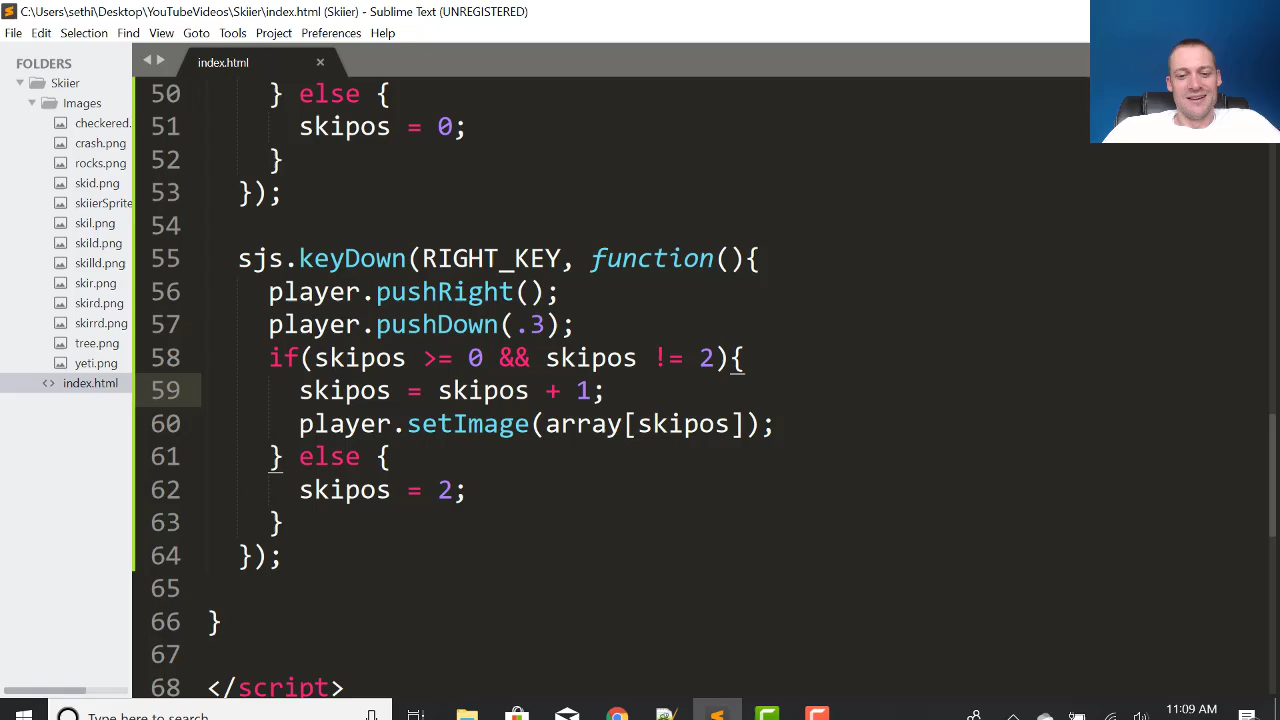 C:\Users\sethi\Desktop\YouTubeVideos\Skiier\index.html (Skiier) - Sublime Text (UNREGISTERED)
File Edit Selection Find View Goto Tools Project Preferences Help
FOLDERS
Skiier
Images
checkered.
crash.png
rocks.png
skid.png
skiierSprite
skil.png
skild.png
skilld.png
skir.png
skird.png
skirrd.png
tree.png
yeti.png
<> index.html
index.html ×
50 } else {
51 skipos = 0;
52 }
53 });
54
55 sjs.keyDown(RIGHT_KEY, function(){
56 player.pushRight();
57 player.pushDown(.3);
58 if(skipos >= 0 && skipos != 2){
59 skipos = skipos + 1;
60 player.setImage(array[skipos]);
61 } else {
62 skipos = 2;
63 }
64 });
65
66 }
67
68 </script>
Type here to search
11:09 AM